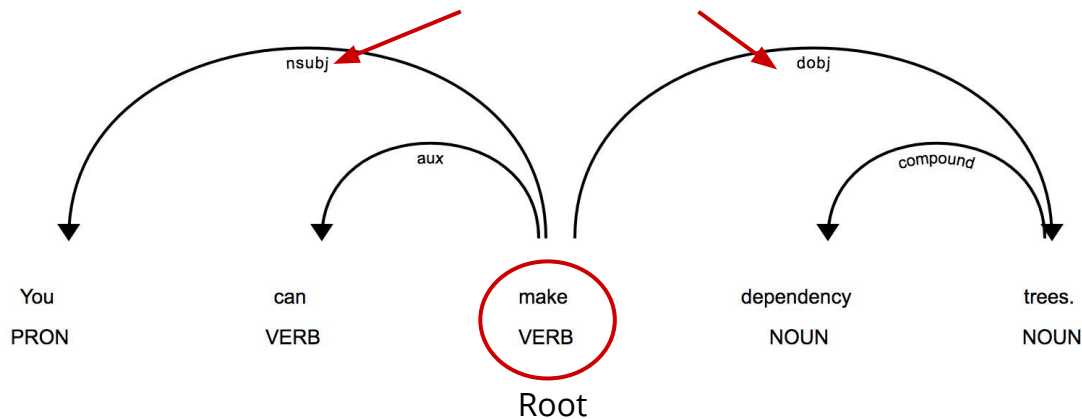 nsubj dobj
aux compound
You can make dependency trees.
PRON VERB VERB NOUN NOUN
Root